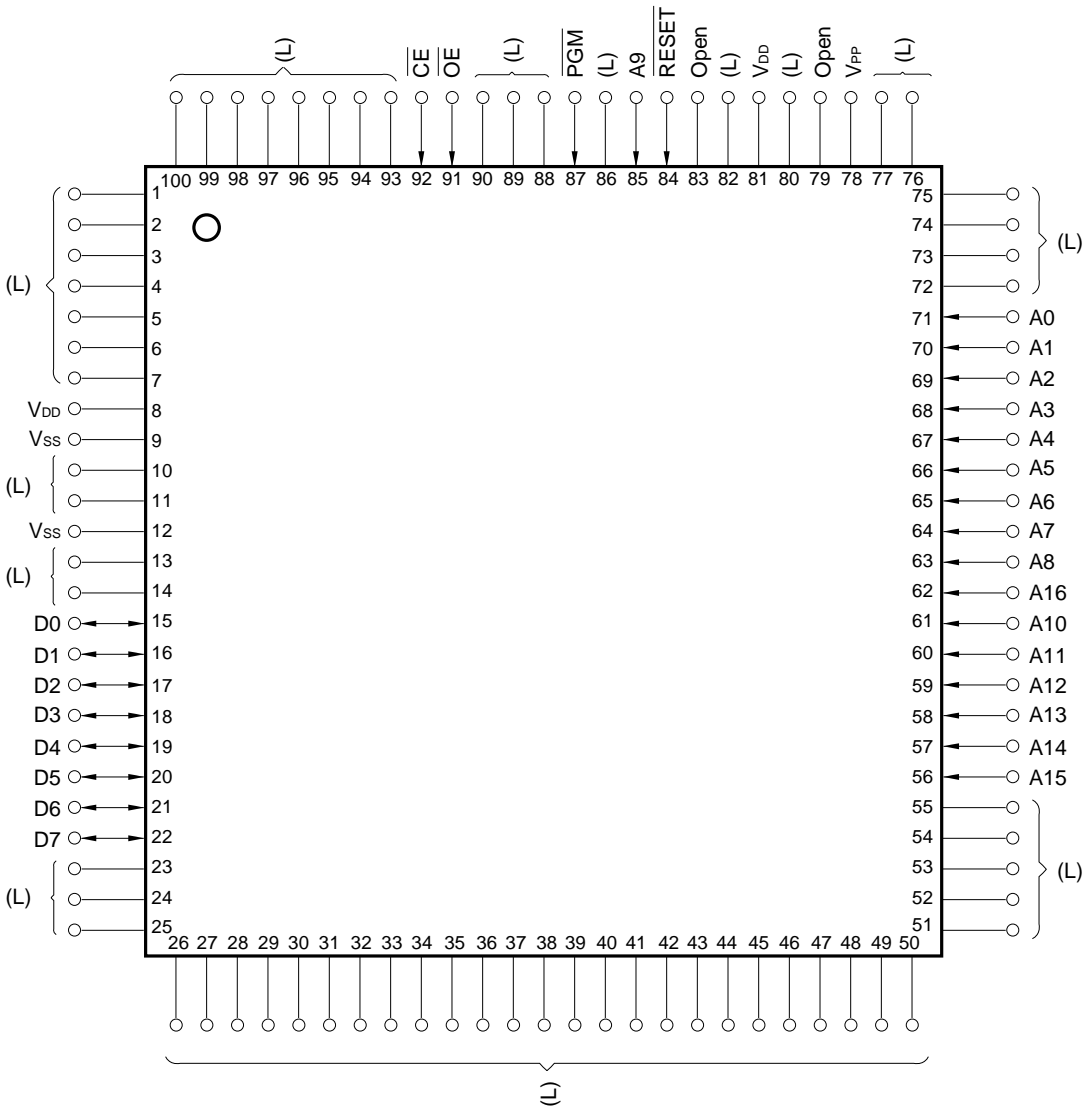 (L) CE OE (L) PGM (L) A9 RESET Open (L) VDD (L) Open VPP (L)
100 99 98 97 96 95 94 93 92 91 90 89 88 87 86 85 84 83 82 81 80 79 78 77 76
1 75
2 74
3 73
(L) 4 72 (L)
5 71 A0
6 70 A1
7 69 A2
VDD 8 68 A3
VSS 9 67 A4
10 66 A5
(L) 11 65 A6
VSS 12 64 A7
13 63 A8
(L) 14 62 A16
D0 15 61 A10
D1 16 60 A11
D2 17 59 A12
D3 18 58 A13
D4 19 57 A14
D5 20 56 A15
D6 21 55
D7 22 54
23 53 (L)
(L) 24 52
25 51
26 27 28 29 30 31 32 33 34 35 36 37 38 39 40 41 42 43 44 45 46 47 48 49 50
(L)